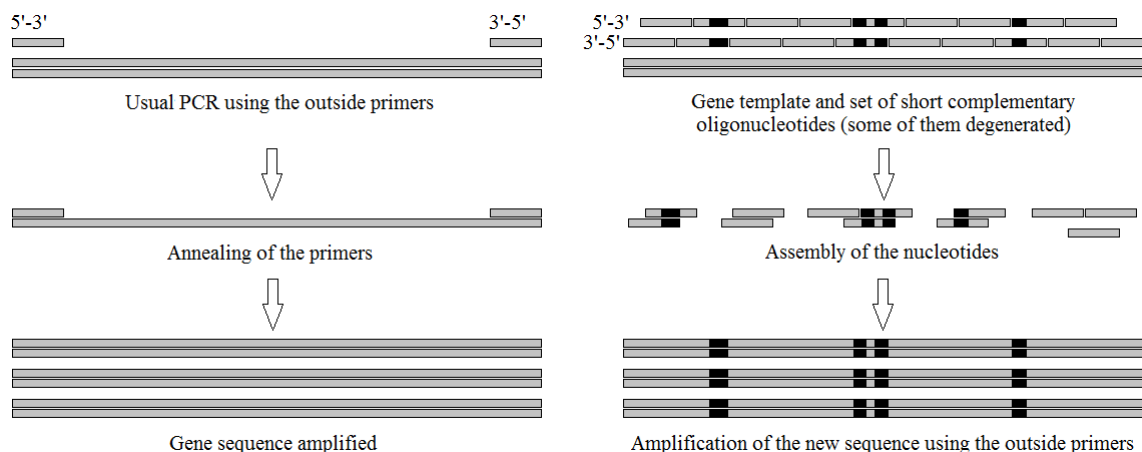 5'-3'
3'-5'
Usual PCR using the outside primers
Annealing of the primers
Gene sequence amplified
5'-3'
3'-5'
Gene template and set of short complementary
oligonucleotides (some of them degenerated)
Assembly of the nucleotides
Amplification of the new sequence using the outside primers